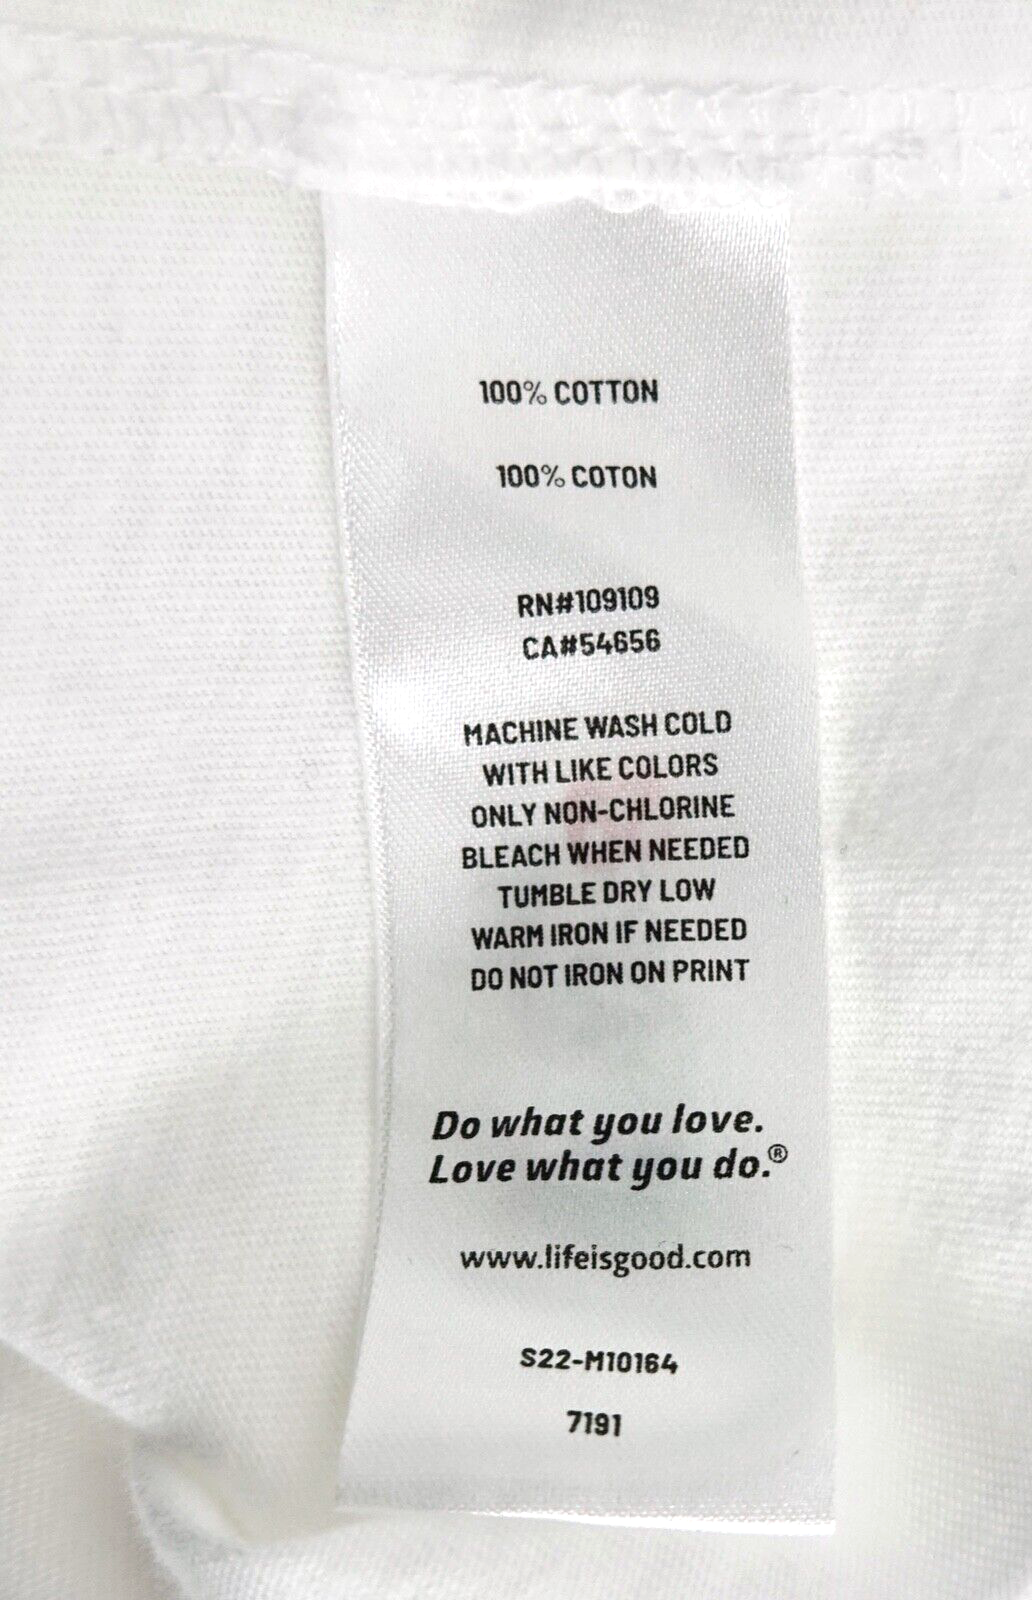 100% COTTON
100% COTON
RN#109109
CA#54656
MACHINE WASH COLD
WITH LIKE COLORS
ONLY NON-CHLORINE
BLEACH WHEN NEEDED
TUMBLE DRY LOW
WARM IRON IF NEEDED
DO NOT IRON ON PRINT
Do what you love.
Love what you do.®
www.lifeisgood.com
S22-M10164
7191